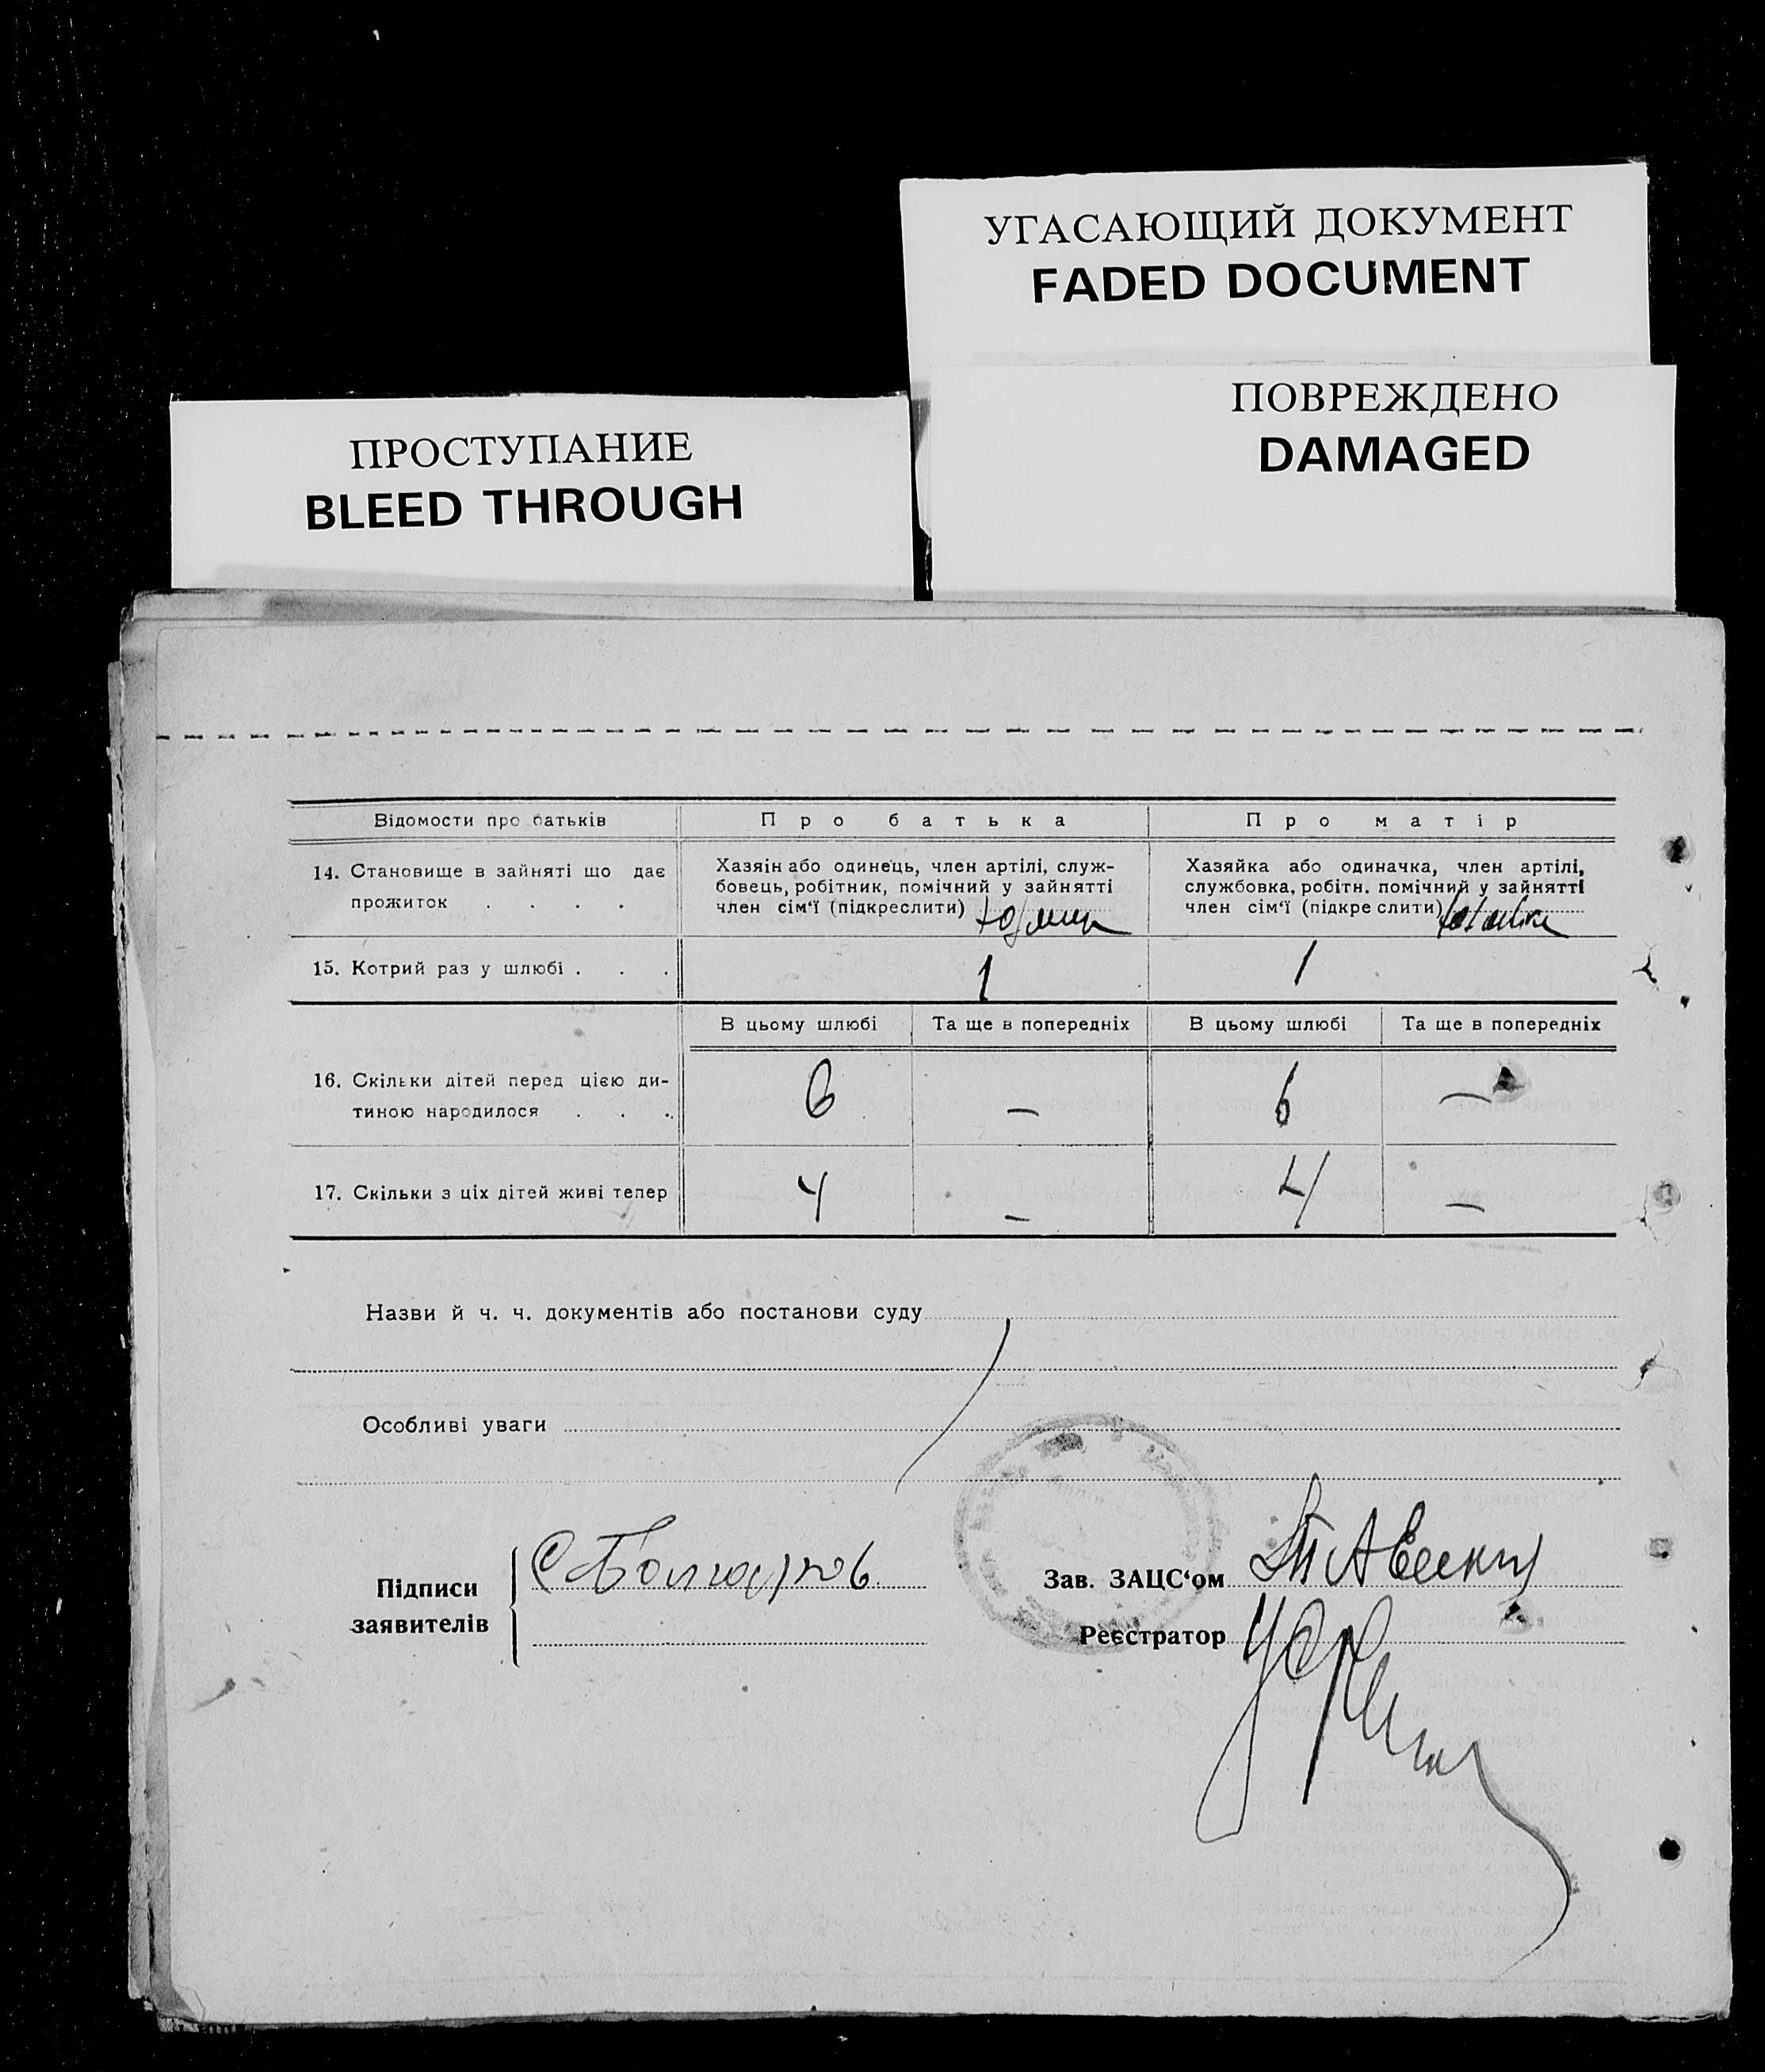 УГАСАЮЩИЙ ДОКУМЕНТ
FADED DOCUMENT
ПОВРЕЖДЕНО
DAMAGED
ПРОСТУПАНИЕ
BLEED THROUGH
Відомости про батьків
Про батька
Про матір
14. Становище в зайняті що дає
прожиток . . . .
Хазяін або одинець, член артілі, служ-
бовець, робітник, помічний у зайнятті
член сім‘ї (підкреслити)
Хазяйка або одиначка, член артілі,
службовка, робітн. помічний у зайнятті
член сім‘ї (підкреслити)
15. Котрий раз у шлюбі . . .
1
1
В цьому шлюбі
Та ще в попередніх
В цьому шлюбі
Та ще в попередніх
16. Скільки дітей перед цією ди-
тиною народилося . . .
6
—
6
—
17. Скільки з ціх дітей живі тепер
4
—
4
—
Назви й ч. ч. документів або постанови суду
Особливі уваги
Підписи
заявителів
Зав. ЗАЦС‘ом
Реєстратор